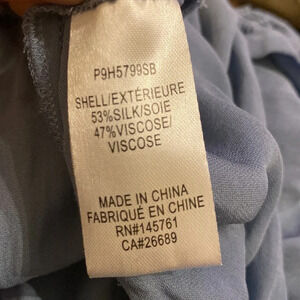 P9H5799SB
SHELL/EXTÉRIEURE
53%SILK/SOIE
47%VISCOSE/
VISCOSE
MADE IN CHINA
FABRIQUÉ EN CHINE
RN#145761
CA#26689